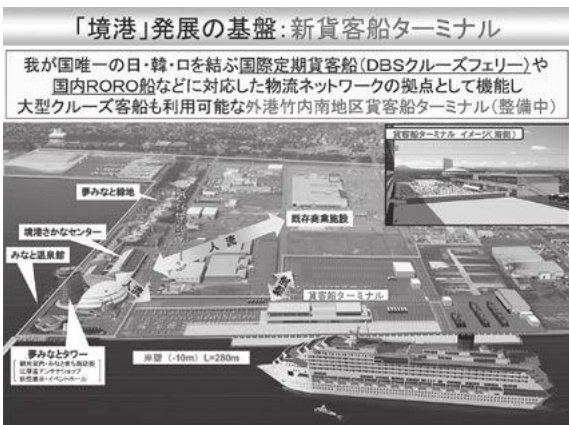 「境港」発展の基盤:新貨客船ターミナル
我が国唯一の日・韓・ロを結ぶ国際定期貨客船(DBSクルーズフェリー)や
国内RORO船などに対応した物流ネットワークの拠点として機能し
大型クルーズ客船も利用可能な外港竹内南地区貨客船ターミナル(整備中)
貨客船ターミナル イメージ(海側)
夢みなと緑地
既存商業施設
境港さかなセンター
人流
みなと温泉館
人流
物流
貨客船ターミナル
夢みなとタワー
岸壁 (-10m) L=280m